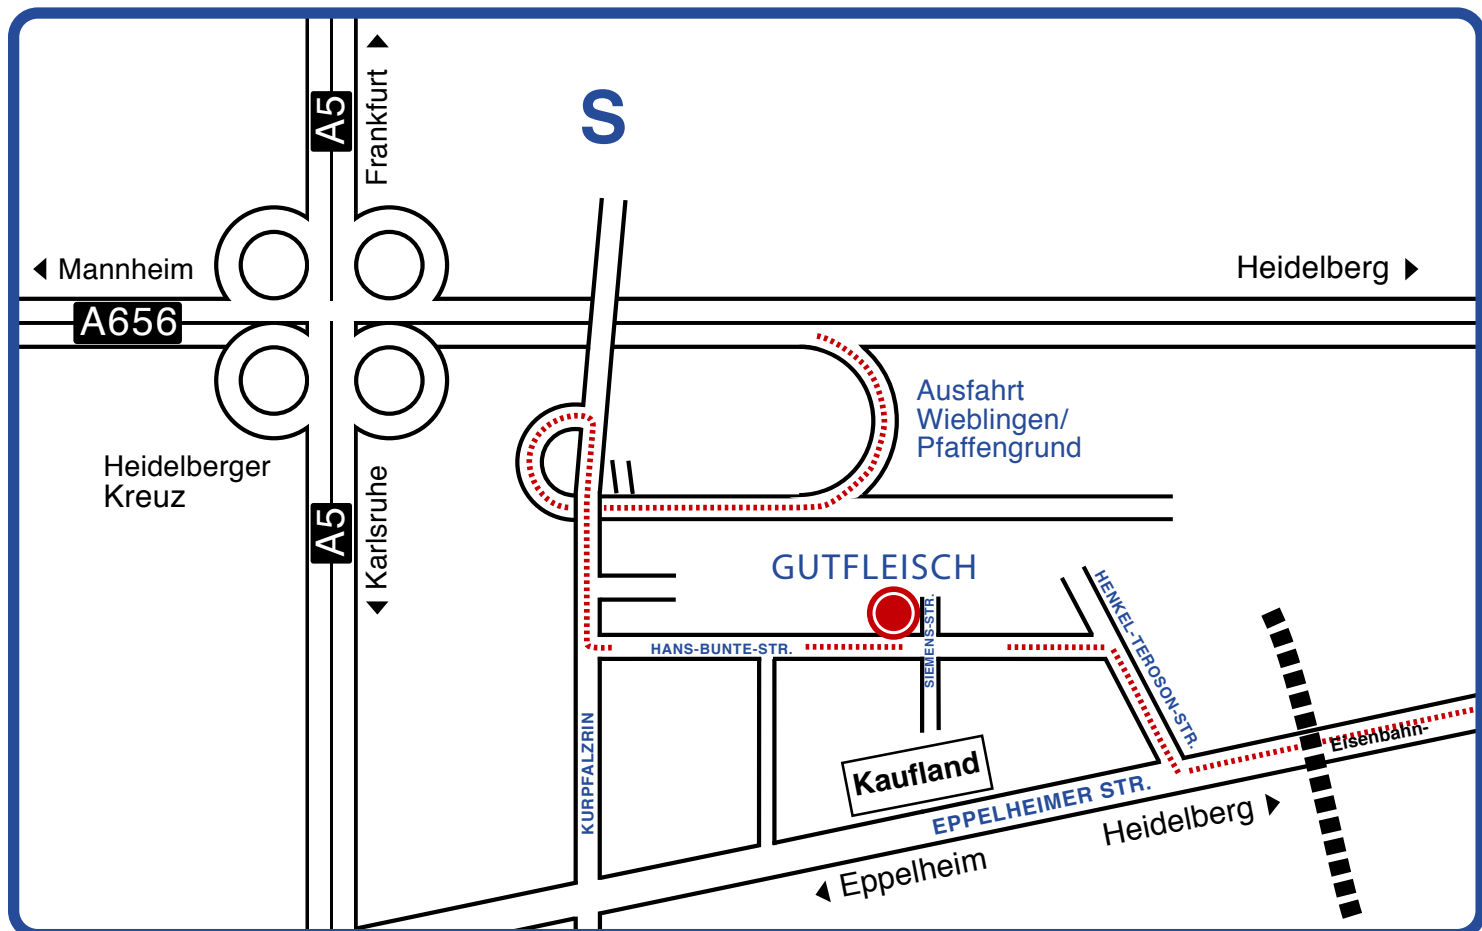 A5
Frankfurt
S
Mannheim
A656
Heidelberg
Ausfahrt
Wieblingen/
Pfaffengrund
Heidelberger
Kreuz
A5
Karlsruhe
GUTFLEISCH
HANS-BUNTE-STR.
SIEMENS-STR.
HENKEL-TEROSON-STR.
KURPFALZRIN
Kaufland
EPPELHEIMER STR.
Eisenbahn-
Heidelberg
Eppelheim